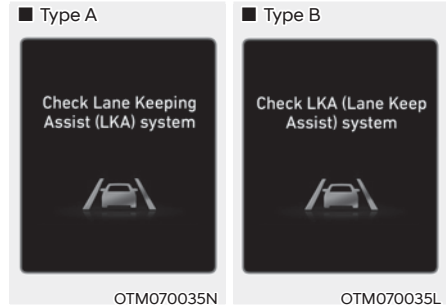 ■ Type A
Check Lane Keeping
Assist (LKA) system
OTM070035N
■ Type B
Check LKA (Lane Keep
Assist) system
OTM070035L